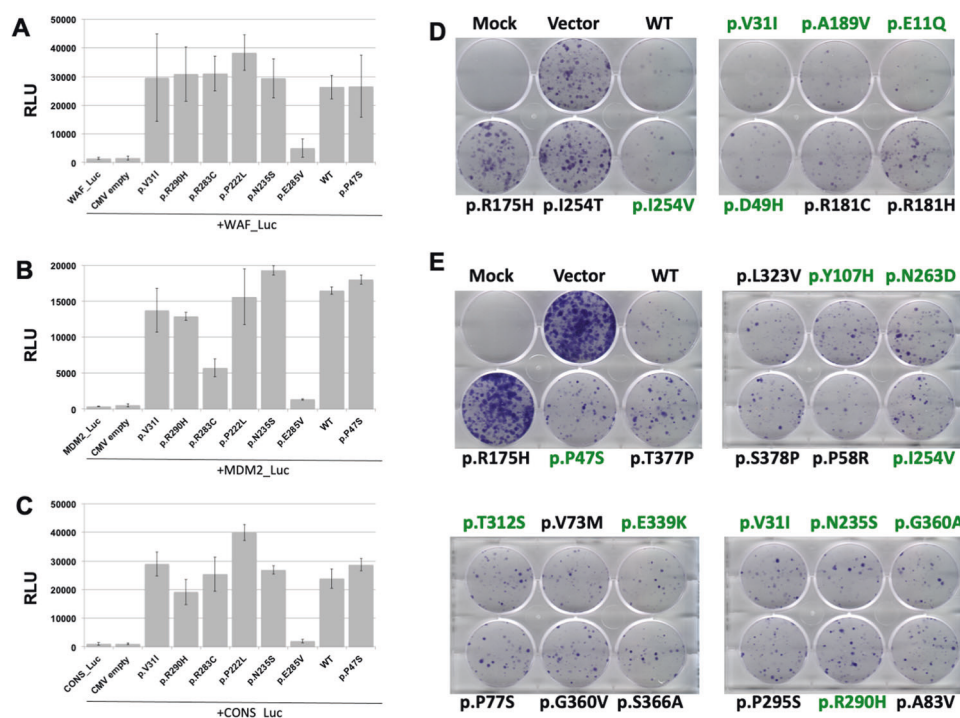 A
RLU
50000
40000
30000
20000
10000
0
WAF_Luc
CMV empty
p.V31I
p.R290H
p.R283C
p.P222L
p.N235S
p.E285V
WT
p.P47S
+WAF_Luc
B
RLU
20000
15000
10000
5000
0
MDM2_Luc
CMV empty
p.V31I
p.R290H
p.R283C
p.P222L
p.N235S
p.E285V
WT
p.P47S
+MDM2_Luc
C
RLU
50000
40000
30000
20000
10000
0
CONS_Luc
CMV empty
p.V31I
p.R290H
p.R283C
p.P222L
p.N235S
p.E285V
WT
p.P47S
+CONS_Luc
D
Mock Vector WT
p.R175H p.I254T p.I254V
p.V31I p.A189V p.E11Q
p.D49H p.R181C p.R181H
E
Mock Vector WT
p.R175H p.P47S p.T377P
p.L323V p.Y107H p.N263D
p.S378P p.P58R p.I254V
p.T312S p.V73M p.E339K
p.P77S p.G360V p.S366A
p.V31I p.N235S p.G360A
p.P295S p.R290H p.A83V